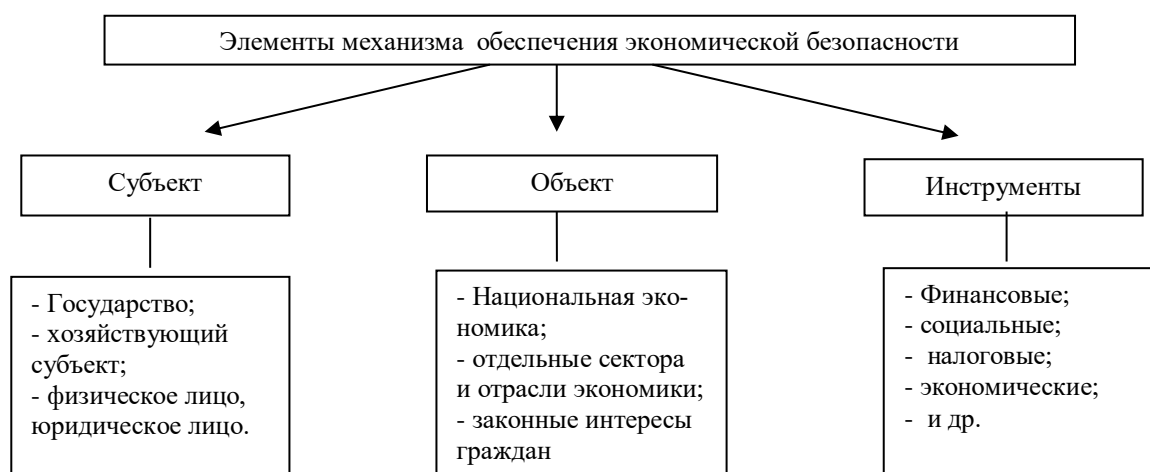 Элементы механизма обеспечения экономической безопасности
Субъект
Объект
Инструменты
- Государство;
- хозяйствующий
субъект;
- физическое лицо,
юридическое лицо.
- Национальная эко-
номика;
- отдельные сектора
и отрасли экономики;
- законные интересы
граждан
- Финансовые;
- социальные;
- налоговые;
- экономические;
- и др.